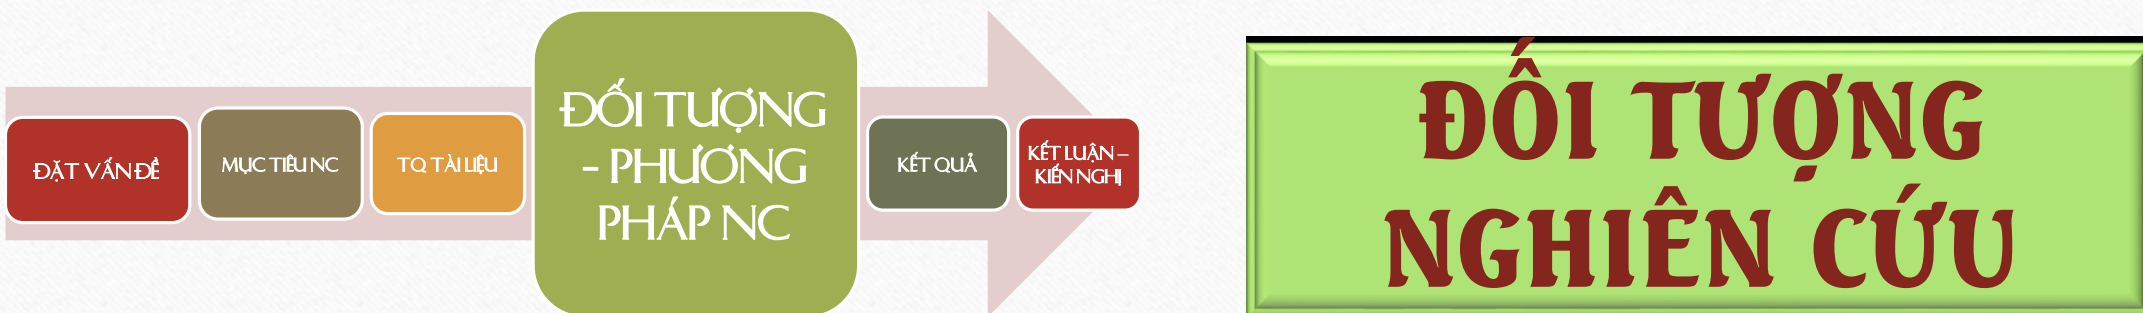 ĐẶT VẤN ĐỀ
MỤC TIÊU NC
TQ TÀI LIỆU
ĐỐI TƯỢNG
– PHƯƠNG
PHÁP NC
KẾT QUẢ
KẾT LUẬN –
KIẾN NGHỊ
ĐỐI TƯỢNG
NGHIÊN CỨU